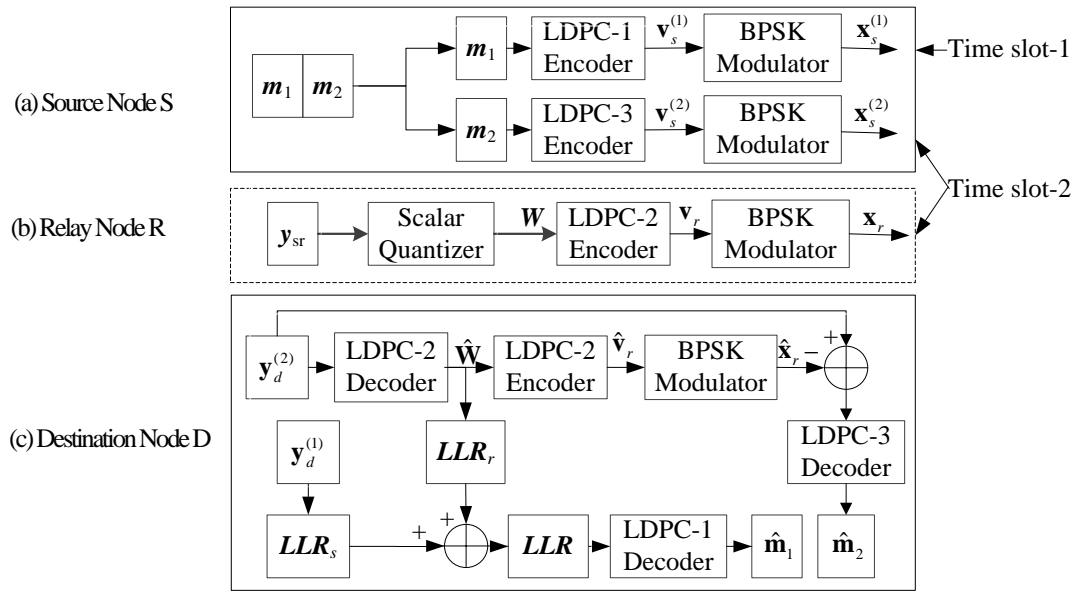 (a) Source Node S
m₁ m₂
m₁
LDPC-1 Encoder
v_s^(1)
BPSK Modulator
x_s^(1)
Time slot-1
m₂
LDPC-3 Encoder
v_s^(2)
BPSK Modulator
x_s^(2)
Time slot-2
(b) Relay Node R
y_sr
Scalar Quantizer
W
LDPC-2 Encoder
v_r
BPSK Modulator
x_r
(c) Destination Node D
y_d^(2)
LDPC-2 Decoder
Ŵ
LDPC-2 Encoder
v̂_r
BPSK Modulator
x̂_r
−
+
y_d^(1)
LLR_r
LDPC-3 Decoder
LLR_s
+
+
LLR
LDPC-1 Decoder
m̂₁
m̂₂